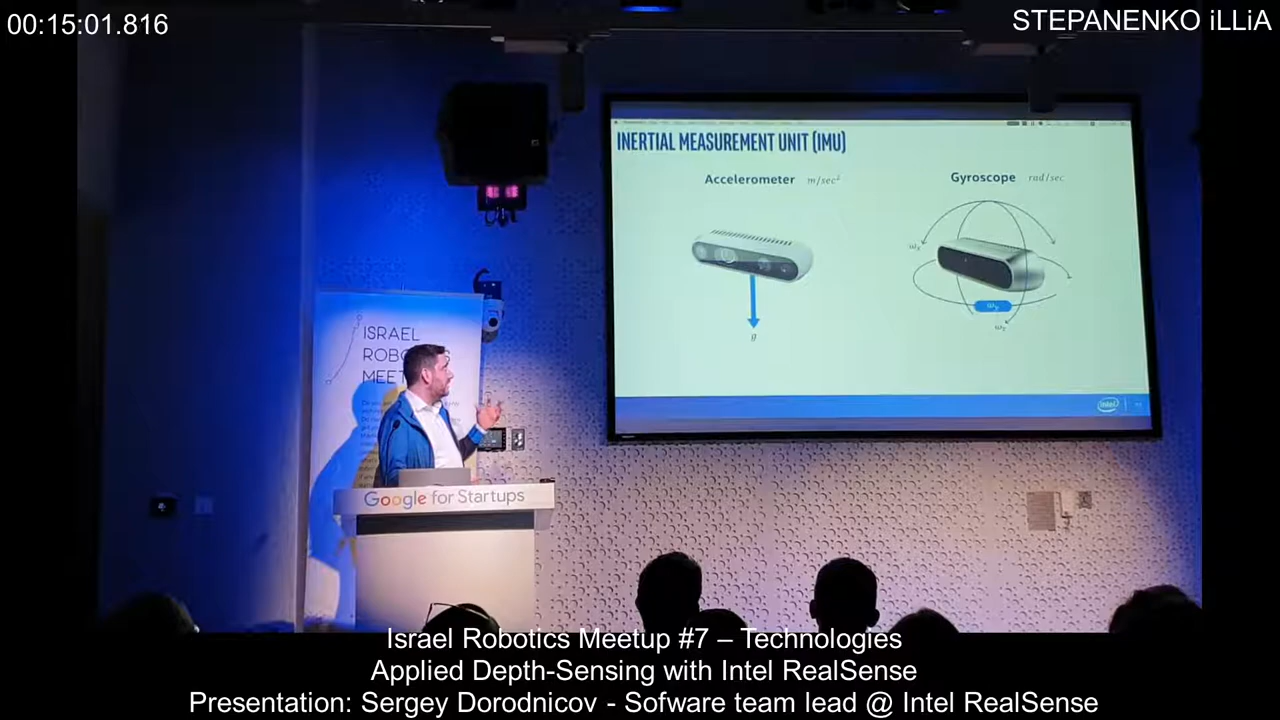 00:15:01.816
STEPANENKO iLLiA
INERTIAL MEASUREMENT UNIT (IMU)
Accelerometer m/sec²
Gyroscope rad/sec
g
intel
ISRAEL
ROBO
MEET
Google for Startups
Israel Robotics Meetup #7 – Technologies
Applied Depth-Sensing with Intel RealSense
Presentation: Sergey Dorodnicov - Sofware team lead @ Intel RealSense